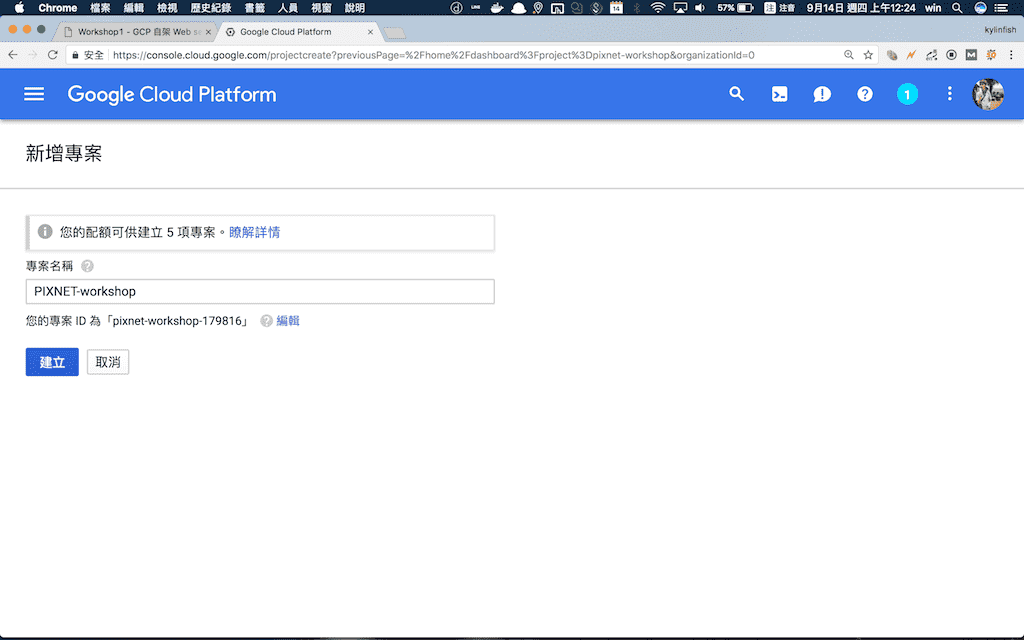 Chrome 檔案 編輯 檢視 歷史紀錄 書籤 人員 視窗 說明 14 57% 注 注音 9月14日 週四 上午12:24 win
Workshop1 - GCP 自架 Web Google Cloud Platform kylinfish
安全 https://console.cloud.google.com/projectcreate?previousPage=%2Fhome%2Fdashboard%3Fproject%3Dpixnet-workshop&organizationId=0
Google Cloud Platform 1
新增專案
您的配額可供建立 5 項專案。瞭解詳情
專案名稱
PIXNET-workshop
您的專案 ID 為「pixnet-workshop-179816」 編輯
建立 取消